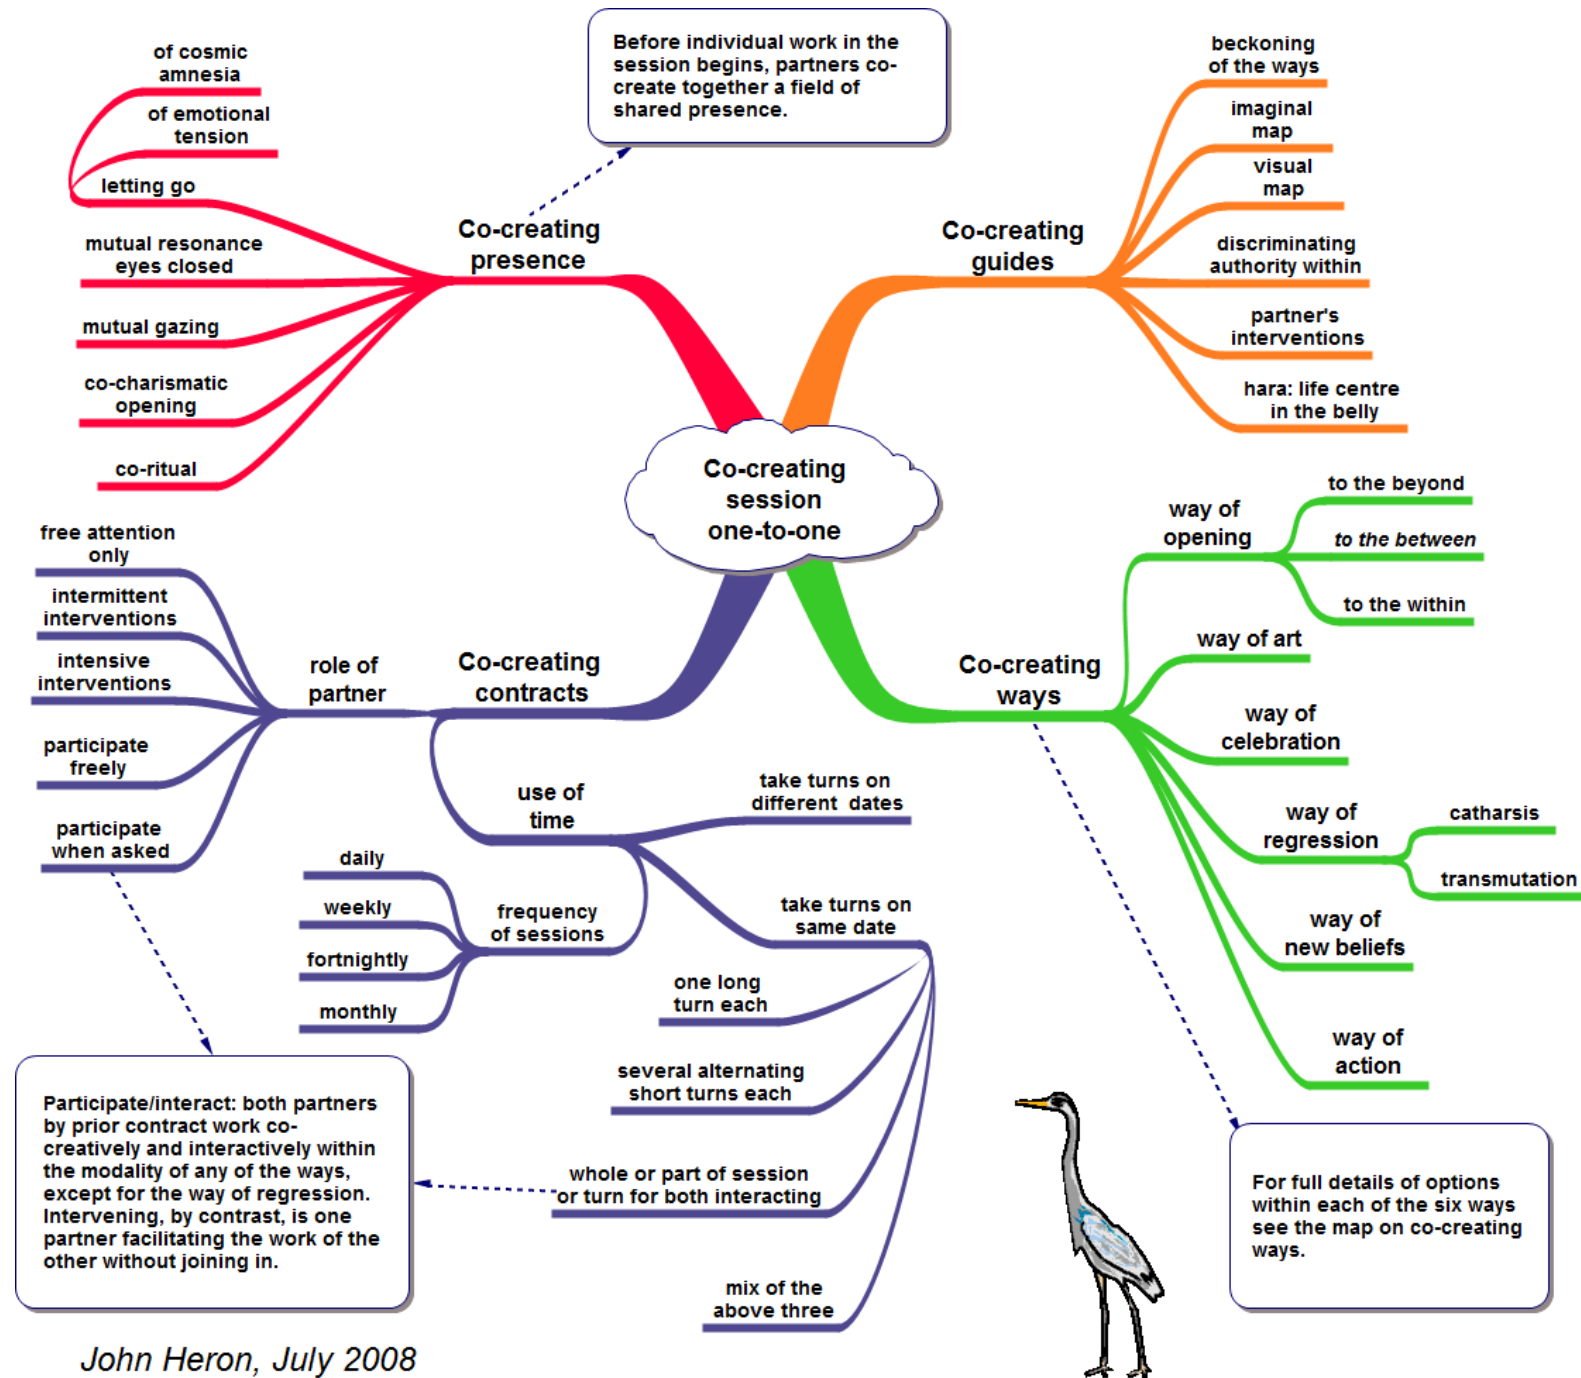 Co-creating
session
one-to-one
Co-creating
presence
Before individual work in the
session begins, partners co-
create together a field of
shared presence.
letting go
of cosmic
amnesia
of emotional
tension
mutual resonance
eyes closed
mutual gazing
co-charismatic
opening
co-ritual
Co-creating
guides
beckoning
of the ways
imaginal
map
visual
map
discriminating
authority within
partner's
interventions
hara: life centre
in the belly
Co-creating
ways
way of
opening
to the beyond
to the between
to the within
way of art
way of
celebration
way of
regression
catharsis
transmutation
way of
new beliefs
way of
action
For full details of options
within each of the six ways
see the map on co-creating
ways.
Co-creating
contracts
role of
partner
free attention
only
intermittent
interventions
intensive
interventions
participate
freely
participate
when asked
use of
time
take turns on
different dates
take turns on
same date
one long
turn each
several alternating
short turns each
whole or part of session
or turn for both interacting
mix of the
above three
frequency
of sessions
daily
weekly
fortnightly
monthly
Participate/interact: both partners
by prior contract work co-
creatively and interactively within
the modality of any of the ways,
except for the way of regression.
Intervening, by contrast, is one
partner facilitating the work of the
other without joining in.
John Heron, July 2008